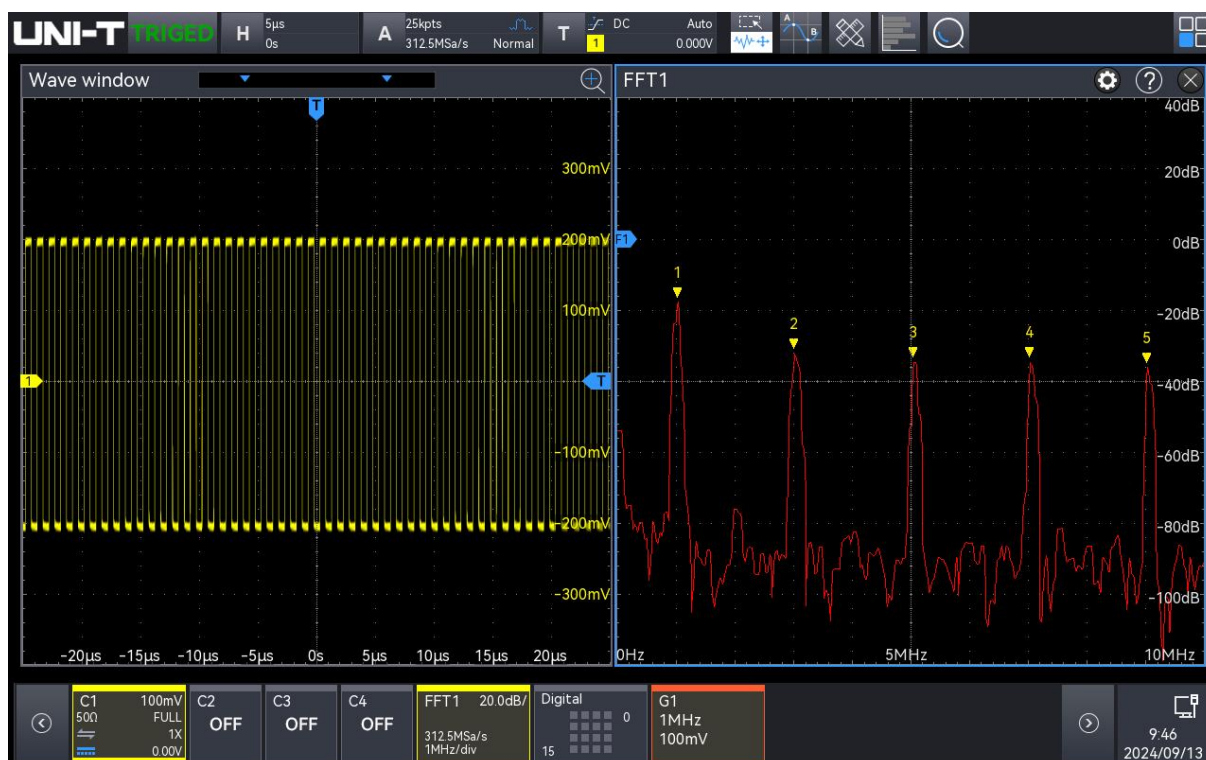 UNI-T TRIGED H 5μs 0s A 25kpts 312.5MSa/s Normal T DC 1 Auto 0.000V A B
Wave window
T
300mV
200mV
100mV
1
T
-100mV
-200mV
-300mV
-20μs -15μs -10μs -5μs 0s 5μs 10μs 15μs 20μs
FFT1 ?
40dB
20dB
F1
0dB
1
-20dB
2 3 4 5
-40dB
-60dB
-80dB
-100dB
0Hz 5MHz 10MHz
C1 100mV
50Ω FULL
1X
0.00V
C2
OFF
C3
OFF
C4
OFF
FFT1 20.0dB/
312.5MSa/s
1MHz/div
Digital
0
15
G1
1MHz
100mV
9:46
2024/09/13